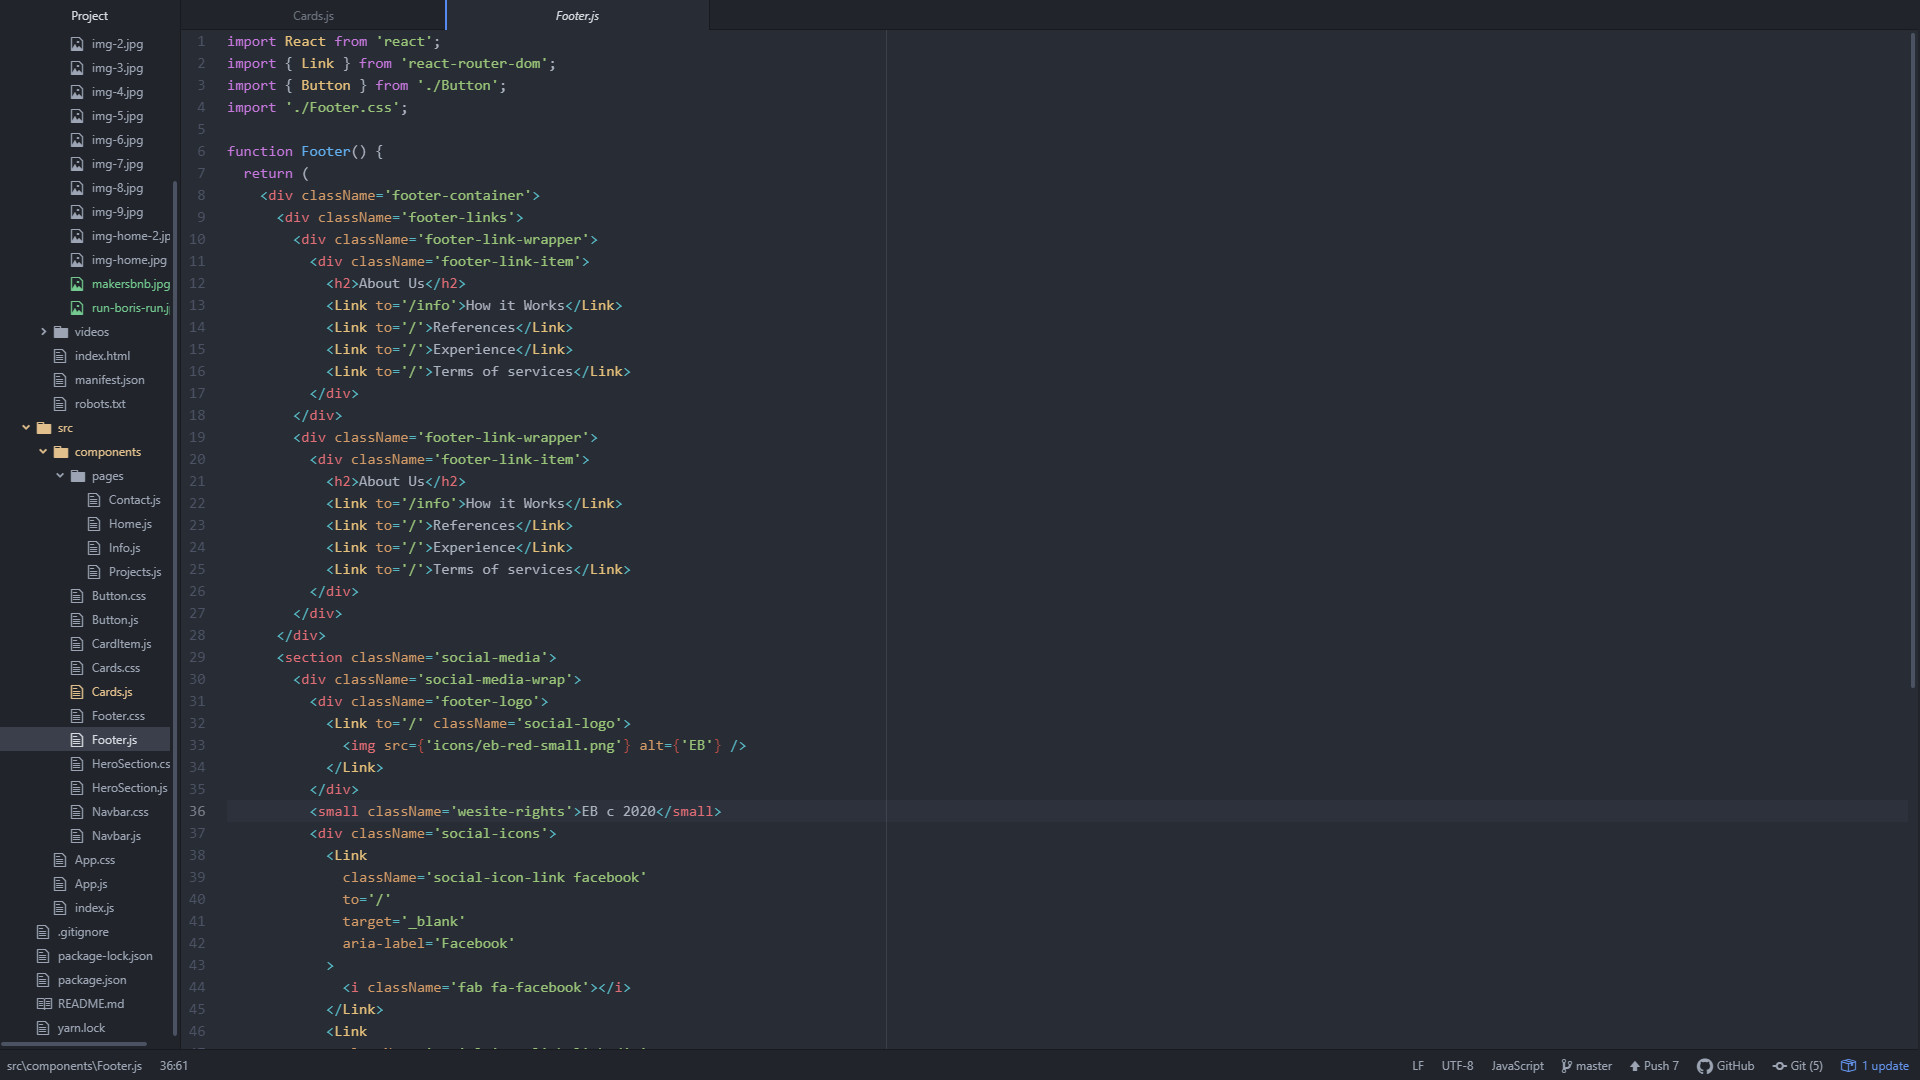 Project
img-2.jpg
img-3.jpg
img-4.jpg
img-5.jpg
img-6.jpg
img-7.jpg
img-8.jpg
img-9.jpg
img-home-2.jp
img-home.jpg
makersbnb.jpg
run-boris-run.j
videos
index.html
manifest.json
robots.txt
src
components
pages
Contact.js
Home.js
Info.js
Projects.js
Button.css
Button.js
CardItem.js
Cards.css
Cards.js
Footer.css
Footer.js
HeroSection.cs
HeroSection.js
Navbar.css
Navbar.js
App.css
App.js
index.js
.gitignore
package-lock.json
package.json
README.md
yarn.lock
Cards.js
Footer.js
1 import React from 'react';
2 import { Link } from 'react-router-dom';
3 import { Button } from './Button';
4 import './Footer.css';
5
6 function Footer() {
7 return (
8 <div className='footer-container'>
9 <div className='footer-links'>
10 <div className='footer-link-wrapper'>
11 <div className='footer-link-item'>
12 <h2>About Us</h2>
13 <Link to='/info'>How it Works</Link>
14 <Link to='/'>References</Link>
15 <Link to='/'>Experience</Link>
16 <Link to='/'>Terms of services</Link>
17 </div>
18 </div>
19 <div className='footer-link-wrapper'>
20 <div className='footer-link-item'>
21 <h2>About Us</h2>
22 <Link to='/info'>How it Works</Link>
23 <Link to='/'>References</Link>
24 <Link to='/'>Experience</Link>
25 <Link to='/'>Terms of services</Link>
26 </div>
27 </div>
28 </div>
29 <section className='social-media'>
30 <div className='social-media-wrap'>
31 <div className='footer-logo'>
32 <Link to='/' className='social-logo'>
33 <img src={'icons/eb-red-small.png'} alt={'EB'} />
34 </Link>
35 </div>
36 <small className='wesite-rights'>EB c 2020</small>
37 <div className='social-icons'>
38 <Link
39 className='social-icon-link facebook'
40 to='/'
41 target='_blank'
42 aria-label='Facebook'
43 >
44 <i className='fab fa-facebook'></i>
45 </Link>
46 <Link
src\components\Footer.js 36:61
LF UTF-8 JavaScript master Push 7 GitHub Git (5) 1 update